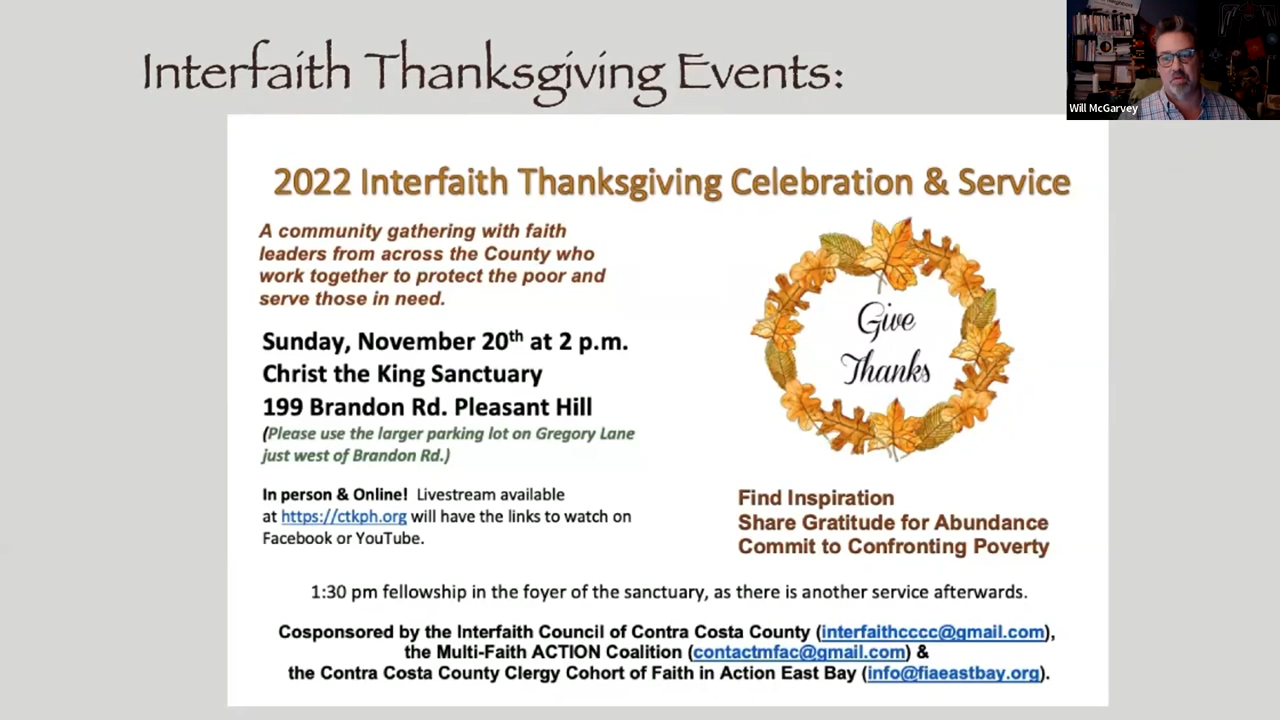 Interfaith Thanksgiving Events:
Will McGarvey
2022 Interfaith Thanksgiving Celebration & Service
A community gathering with faith
leaders from across the County who
work together to protect the poor and
serve those in need.
Sunday, November 20th at 2 p.m.
Christ the King Sanctuary
199 Brandon Rd. Pleasant Hill
(Please use the larger parking lot on Gregory Lane
just west of Brandon Rd.)
In person & Online! Livestream available
at https://ctkph.org will have the links to watch on
Facebook or YouTube.
Give
Thanks
Find Inspiration
Share Gratitude for Abundance
Commit to Confronting Poverty
1:30 pm fellowship in the foyer of the sanctuary, as there is another service afterwards.
Cosponsored by the Interfaith Council of Contra Costa County (interfaithcccc@gmail.com),
the Multi-Faith ACTION Coalition (contactmfac@gmail.com) &
the Contra Costa County Clergy Cohort of Faith in Action East Bay (info@fiaeastbay.org).